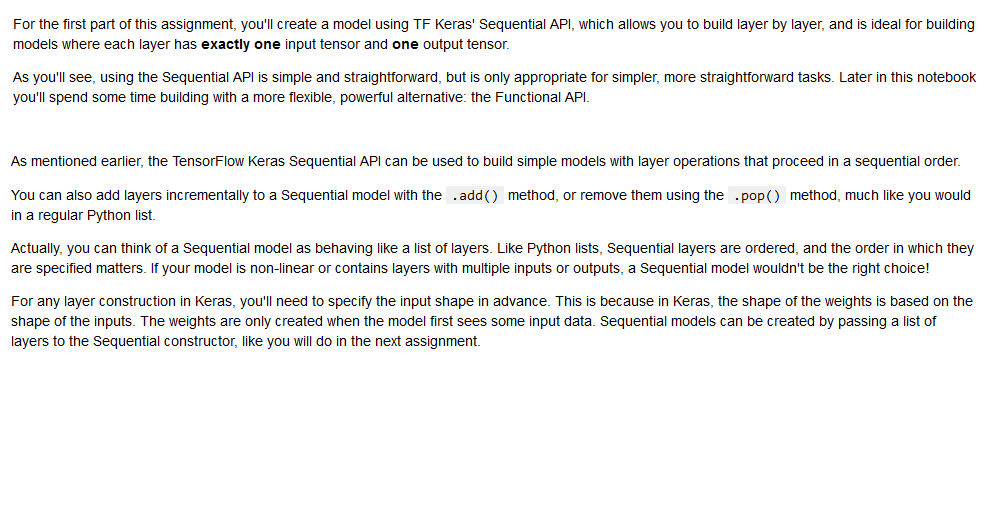 For the first part of this assignment, you'll create a model using TF Keras' Sequential API, which allows you to build layer by layer, and is ideal for building
models where each layer has exactly one input tensor and one output tensor.
As you'll see, using the Sequential API is simple and straightforward, but is only appropriate for simpler, more straightforward tasks. Later in this notebook
you'll spend some time building with a more flexible, powerful alternative: the Functional API.
As mentioned earlier, the TensorFlow Keras Sequential API can be used to build simple models with layer operations that proceed in a sequential order.
You can also add layers incrementally to a Sequential model with the .add() method, or remove them using the .pop() method, much like you would
in a regular Python list.
Actually, you can think of a Sequential model as behaving like a list of layers. Like Python lists, Sequential layers are ordered, and the order in which they
are specified matters. If your model is non-linear or contains layers with multiple inputs or outputs, a Sequential model wouldn't be the right choice!
For any layer construction in Keras, you'll need to specify the input shape in advance. This is because in Keras, the shape of the weights is based on the
shape of the inputs. The weights are only created when the model first sees some input data. Sequential models can be created by passing a list of
layers to the Sequential constructor, like you will do in the next assignment.